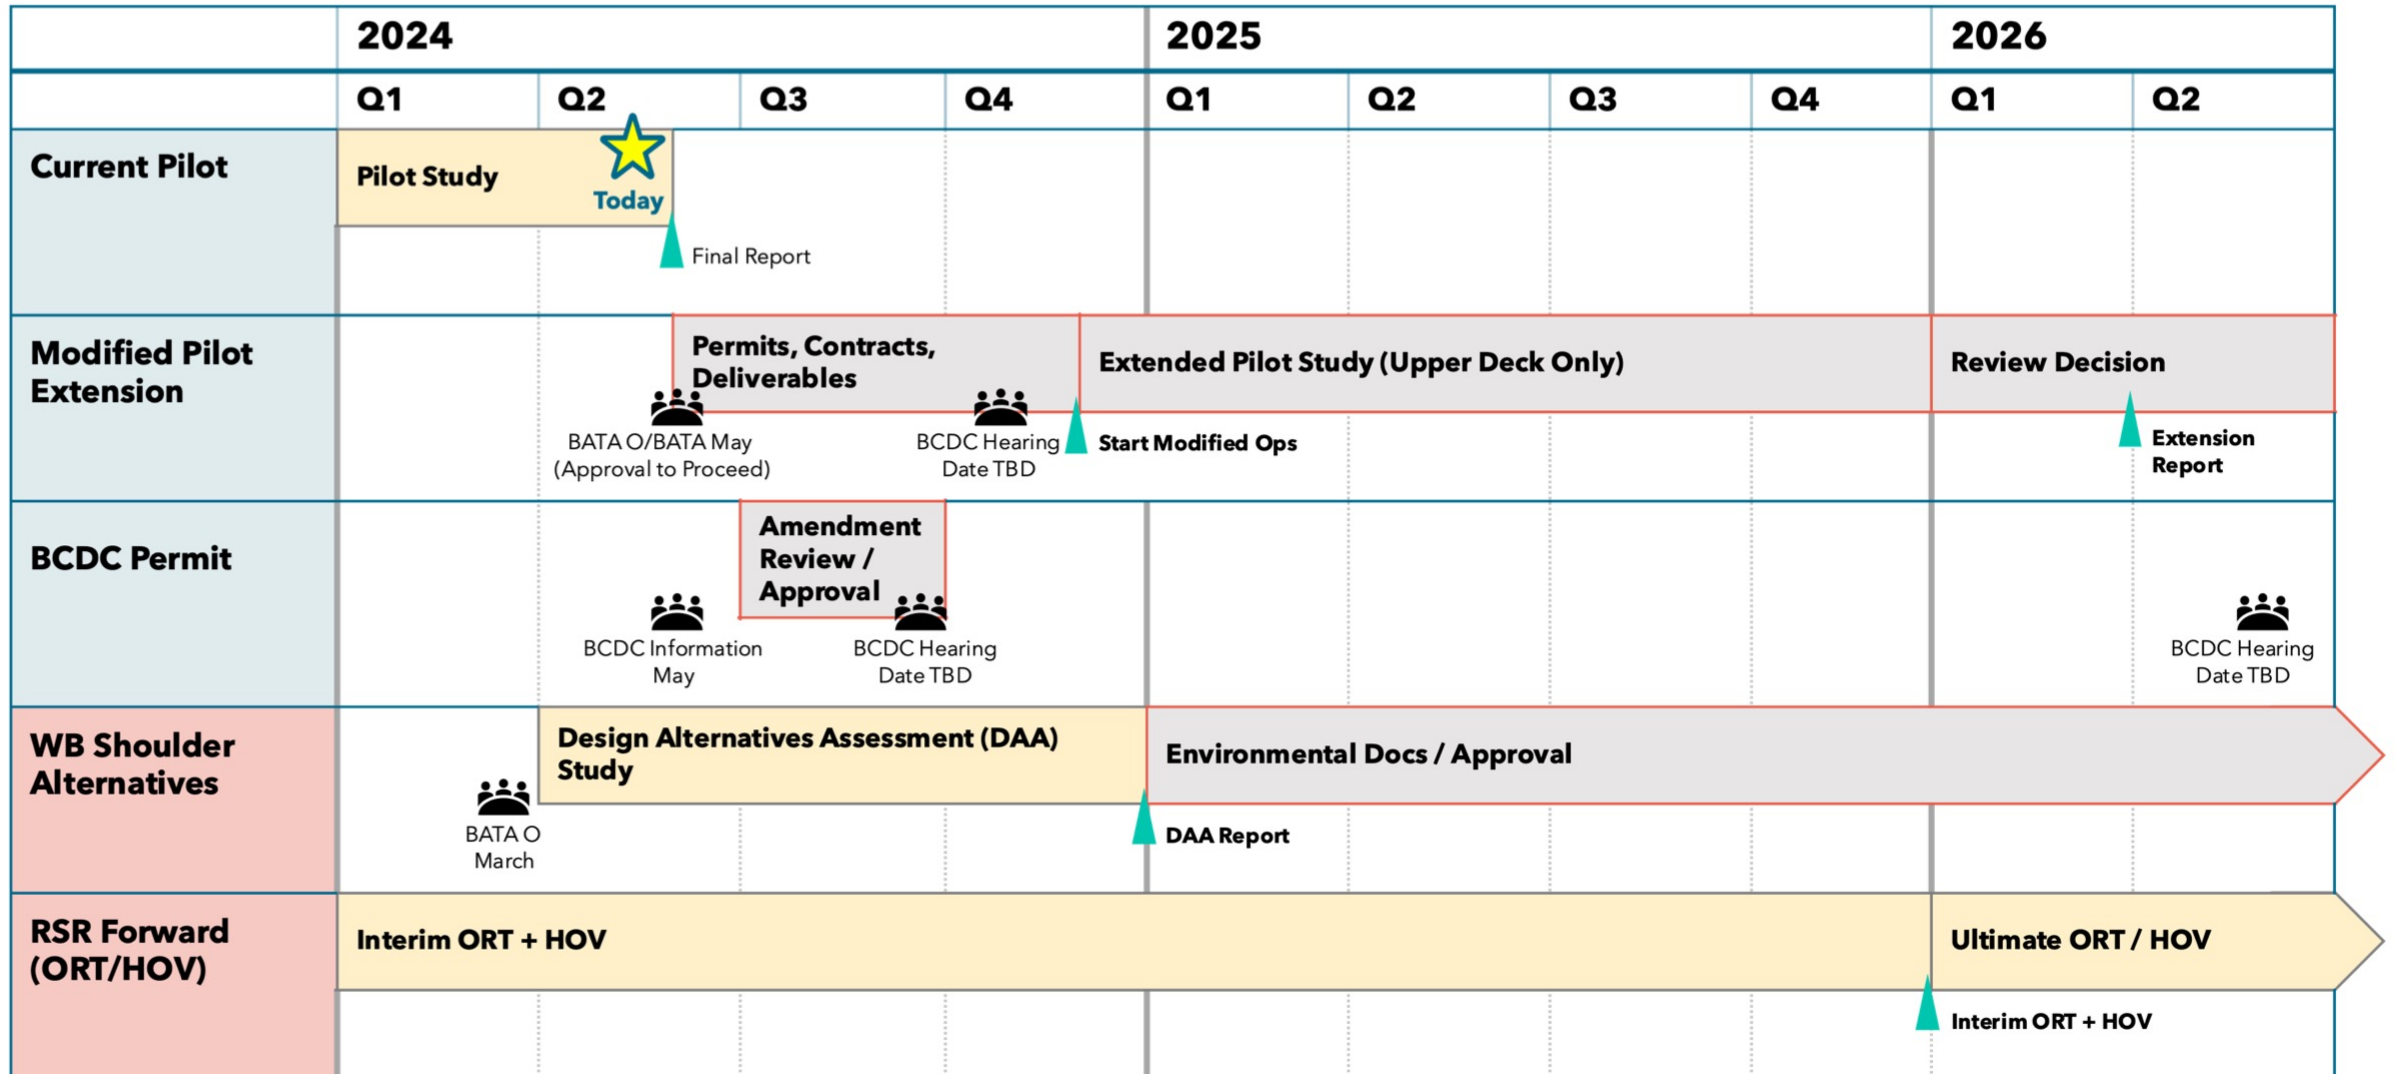 2024
2025
2026
Q1
Q2
Q3
Q4
Q1
Q2
Q3
Q4
Q1
Q2
Current Pilot
Pilot Study
Today
Final Report
Modified Pilot
Extension
Permits, Contracts,
Deliverables
Extended Pilot Study (Upper Deck Only)
Review Decision
BATA O/BATA May
(Approval to Proceed)
BCDC Hearing
Date TBD
Start Modified Ops
Extension
Report
BCDC Permit
Amendment
Review /
Approval
BCDC Information
May
BCDC Hearing
Date TBD
BCDC Hearing
Date TBD
WB Shoulder
Alternatives
Design Alternatives Assessment (DAA)
Study
Environmental Docs / Approval
BATA O
March
DAA Report
RSR Forward
(ORT/HOV)
Interim ORT + HOV
Ultimate ORT / HOV
Interim ORT + HOV